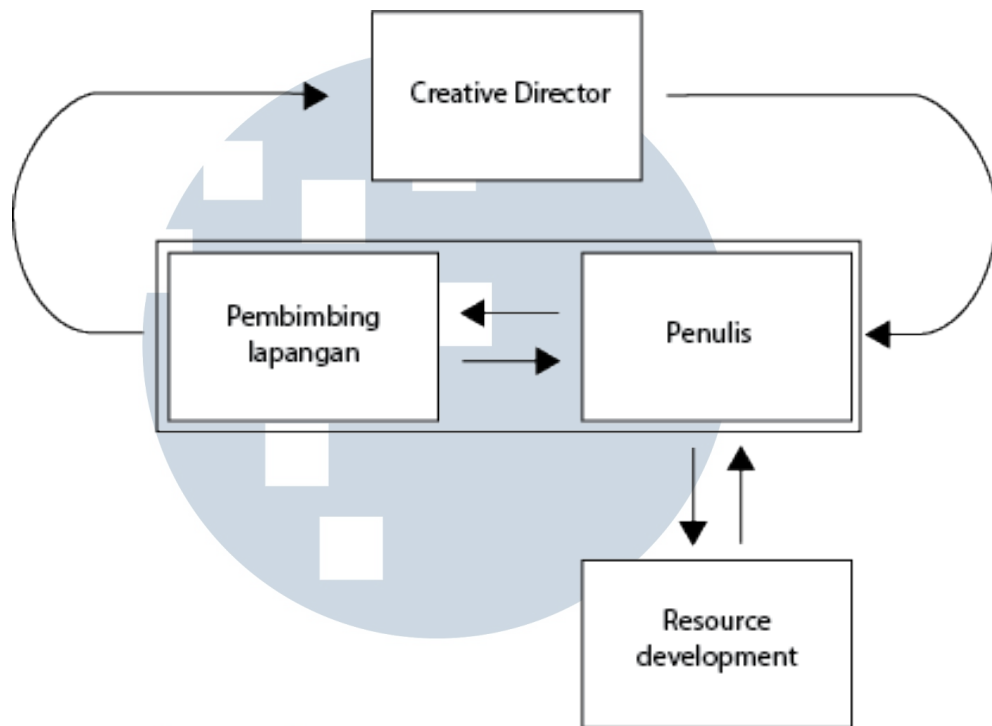 Creative Director
Pembimbing
lapangan
Penulis
Resource
development